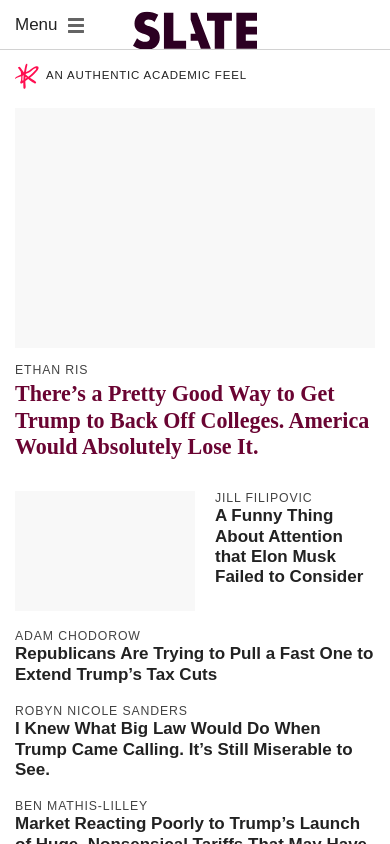 Menu
SLATE
AN AUTHENTIC ACADEMIC FEEL
ETHAN RIS
There’s a Pretty Good Way to Get
Trump to Back Off Colleges. America
Would Absolutely Lose It.
JILL FILIPOVIC
A Funny Thing
About Attention
that Elon Musk
Failed to Consider
ADAM CHODOROW
Republicans Are Trying to Pull a Fast One to
Extend Trump’s Tax Cuts
ROBYN NICOLE SANDERS
I Knew What Big Law Would Do When
Trump Came Calling. It’s Still Miserable to
See.
BEN MATHIS-LILLEY
Market Reacting Poorly to Trump’s Launch
of Huge, Nonsensical Tariffs That May Have